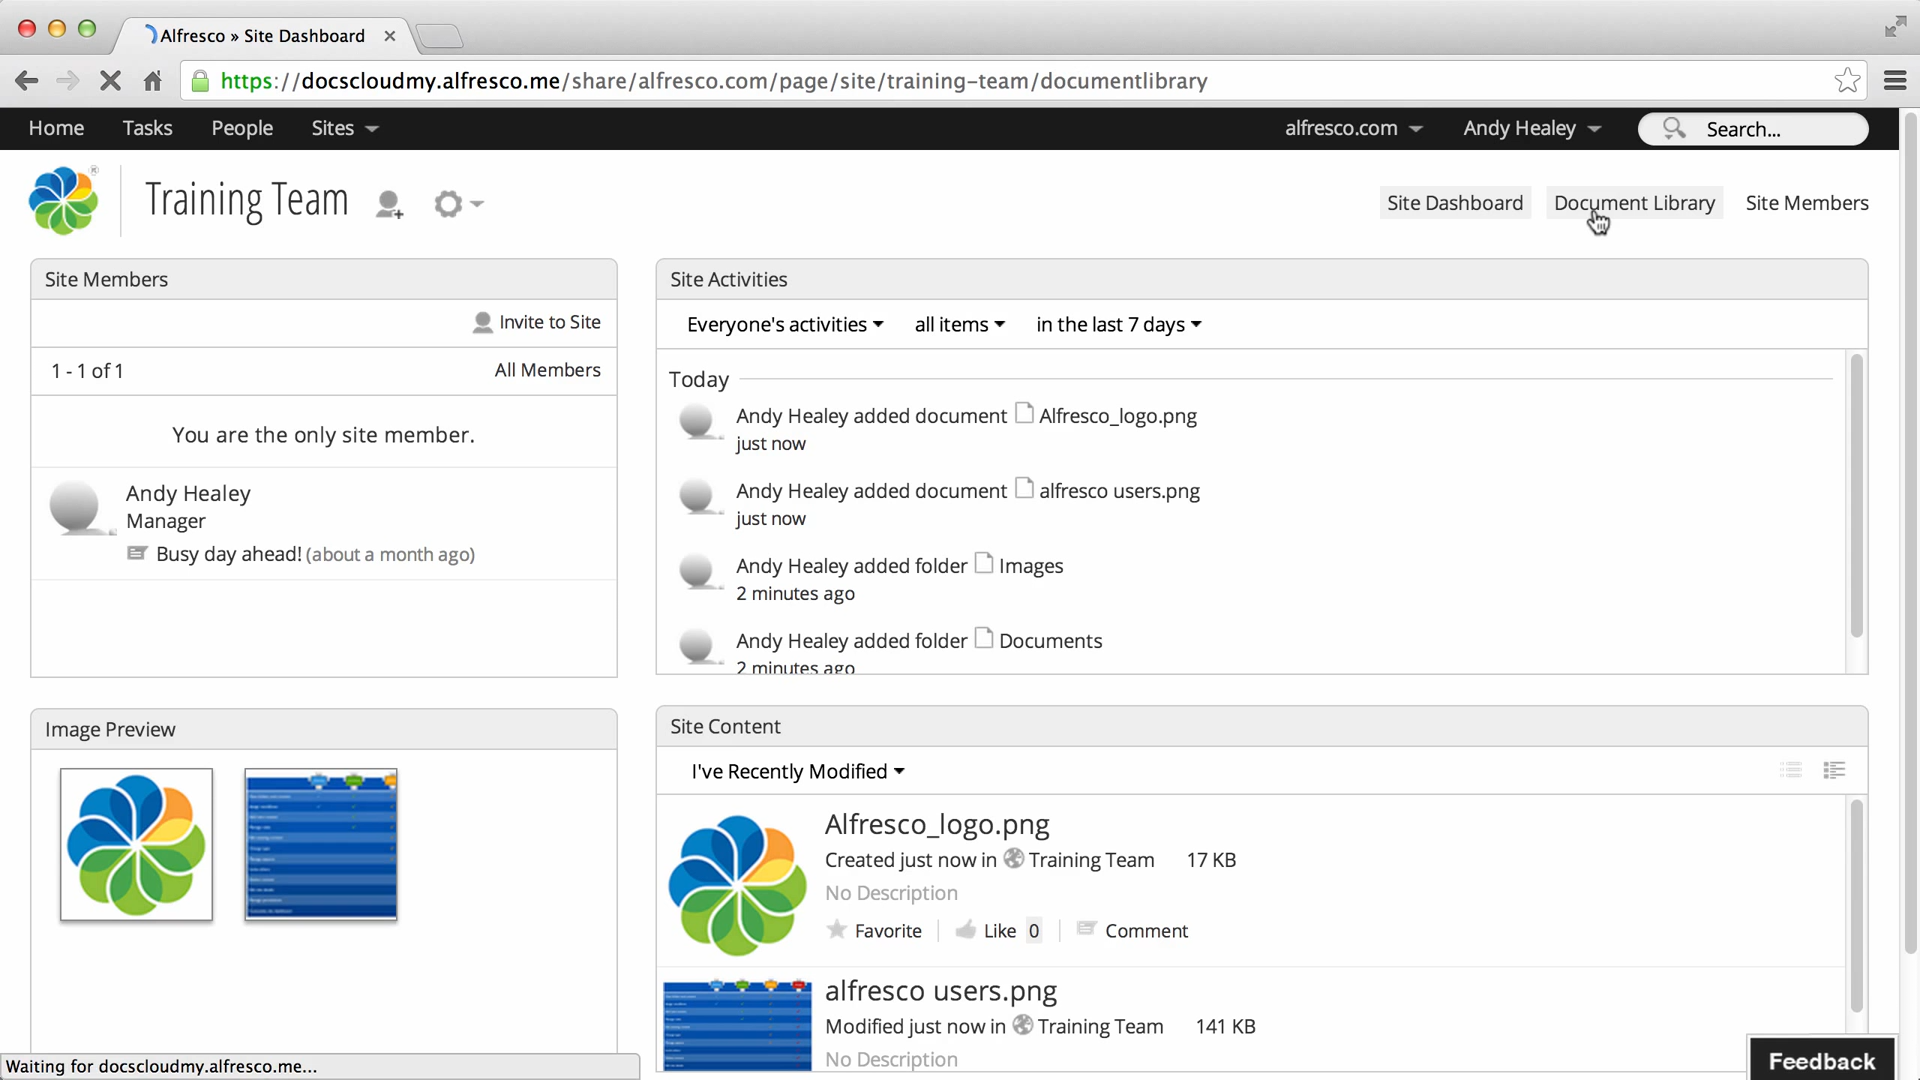 Alfresco » Site Dashboard
https://docscloudmy.alfresco.me/share/alfresco.com/page/site/training-team/documentlibrary
Home Tasks People Sites alfresco.com Andy Healey Search...
Training Team Site Dashboard Document Library Site Members
Site Members
Invite to Site
1 - 1 of 1 All Members
You are the only site member.
Andy Healey
Manager
Busy day ahead! (about a month ago)
Site Activities
Everyone's activities all items in the last 7 days
Today
Andy Healey added document Alfresco_logo.png
just now
Andy Healey added document alfresco users.png
just now
Andy Healey added folder Images
2 minutes ago
Andy Healey added folder Documents
2 minutes ago
Image Preview
Site Content
I've Recently Modified
Alfresco_logo.png
Created just now in Training Team 17 KB
No Description
Favorite Like 0 Comment
alfresco users.png
Modified just now in Training Team 141 KB
No Description
Waiting for docscloudmy.alfresco.me...
Feedback